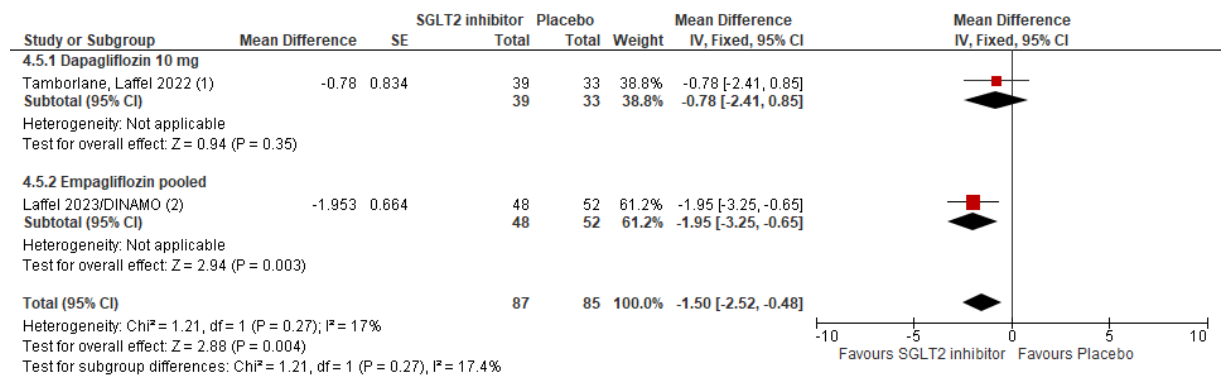 SGLT2 inhibitor Placebo Mean Difference Mean Difference
Study or Subgroup Mean Difference SE Total Total Weight IV, Fixed, 95% CI IV, Fixed, 95% CI
4.5.1 Dapagliflozin 10 mg
Tamborlane, Laffel 2022 (1) -0.78 0.834 39 33 38.8% -0.78 [-2.41, 0.85]
Subtotal (95% CI) 39 33 38.8% -0.78 [-2.41, 0.85]
Heterogeneity: Not applicable
Test for overall effect: Z = 0.94 (P = 0.35)
4.5.2 Empagliflozin pooled
Laffel 2023/DINAMO (2) -1.953 0.664 48 52 61.2% -1.95 [-3.25, -0.65]
Subtotal (95% CI) 48 52 61.2% -1.95 [-3.25, -0.65]
Heterogeneity: Not applicable
Test for overall effect: Z = 2.94 (P = 0.003)
Total (95% CI) 87 85 100.0% -1.50 [-2.52, -0.48]
Heterogeneity: Chi² = 1.21, df = 1 (P = 0.27); I² = 17%
Test for overall effect: Z = 2.88 (P = 0.004)
Test for subgroup differences: Chi² = 1.21, df = 1 (P = 0.27), I² = 17.4%
-10 -5 0 5 10
Favours SGLT2 inhibitor Favours Placebo